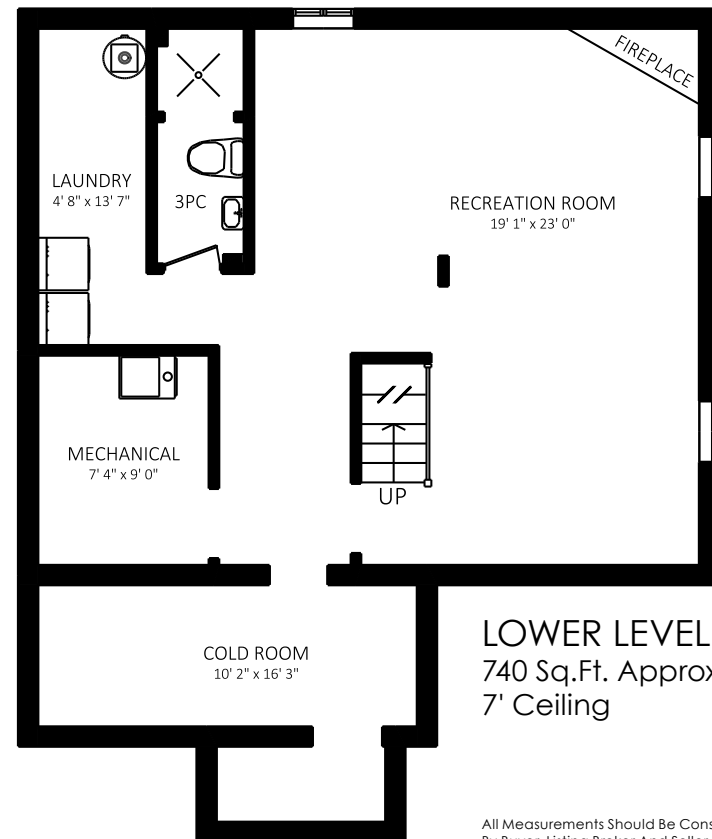 FIREPLACE
LAUNDRY
4' 8" x 13' 7"
3PC
RECREATION ROOM
19' 1" x 23' 0"
MECHANICAL
7' 4" x 9' 0"
UP
COLD ROOM
10' 2" x 16' 3"
LOWER LEVEL
740 Sq.Ft. Approx
7' Ceiling
All Measurements Should Be Cons